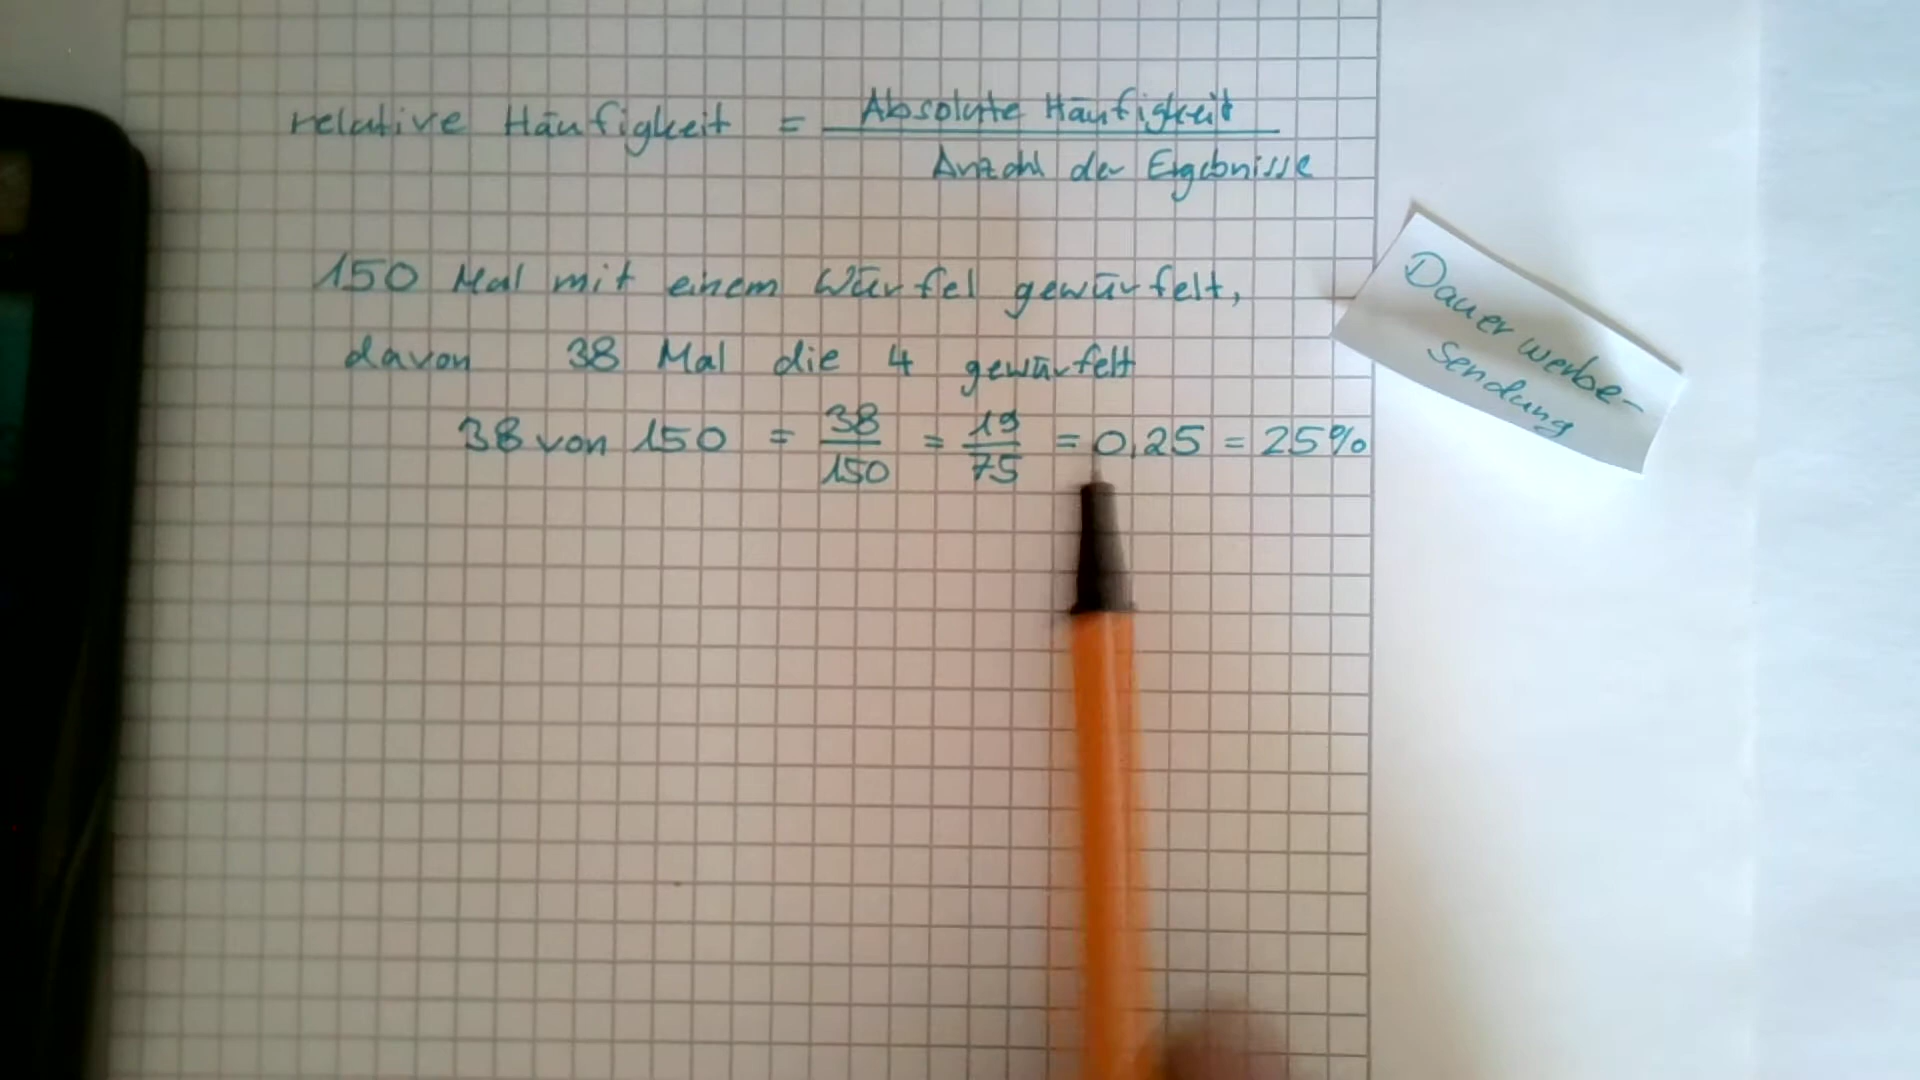 relative Häufigkeit = Absolute Häufigkeit / Anzahl der Ergebnisse
150 Mal mit einem Würfel gewürfelt,
davon 38 Mal die 4 gewürfelt
38 von 150 = 38/150 = 19/75 = 0,25 = 25%
Dauerwerbe-
sendung